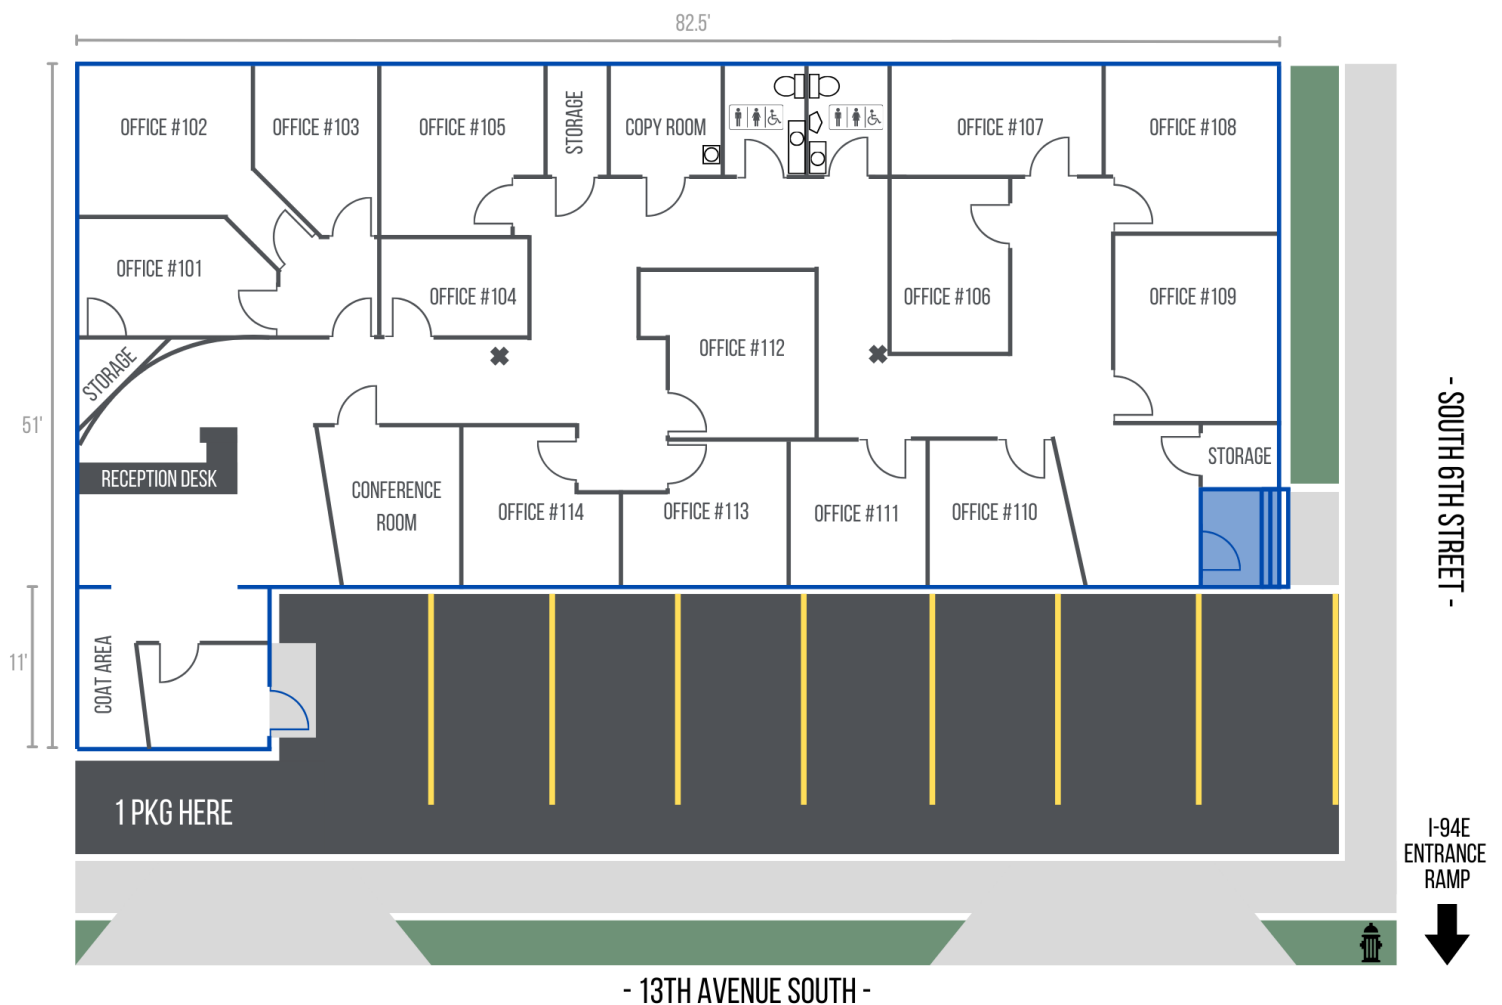 82.5'
OFFICE #102
OFFICE #103
OFFICE #105
STORAGE
COPY ROOM
OFFICE #107
OFFICE #108
OFFICE #101
OFFICE #104
OFFICE #106
OFFICE #109
OFFICE #112
STORAGE
51'
RECEPTION DESK
CONFERENCE
ROOM
OFFICE #114
OFFICE #113
OFFICE #111
OFFICE #110
STORAGE
- SOUTH 6TH STREET -
11'
COAT AREA
1 PKG HERE
I-94E
ENTRANCE
RAMP
- 13TH AVENUE SOUTH -